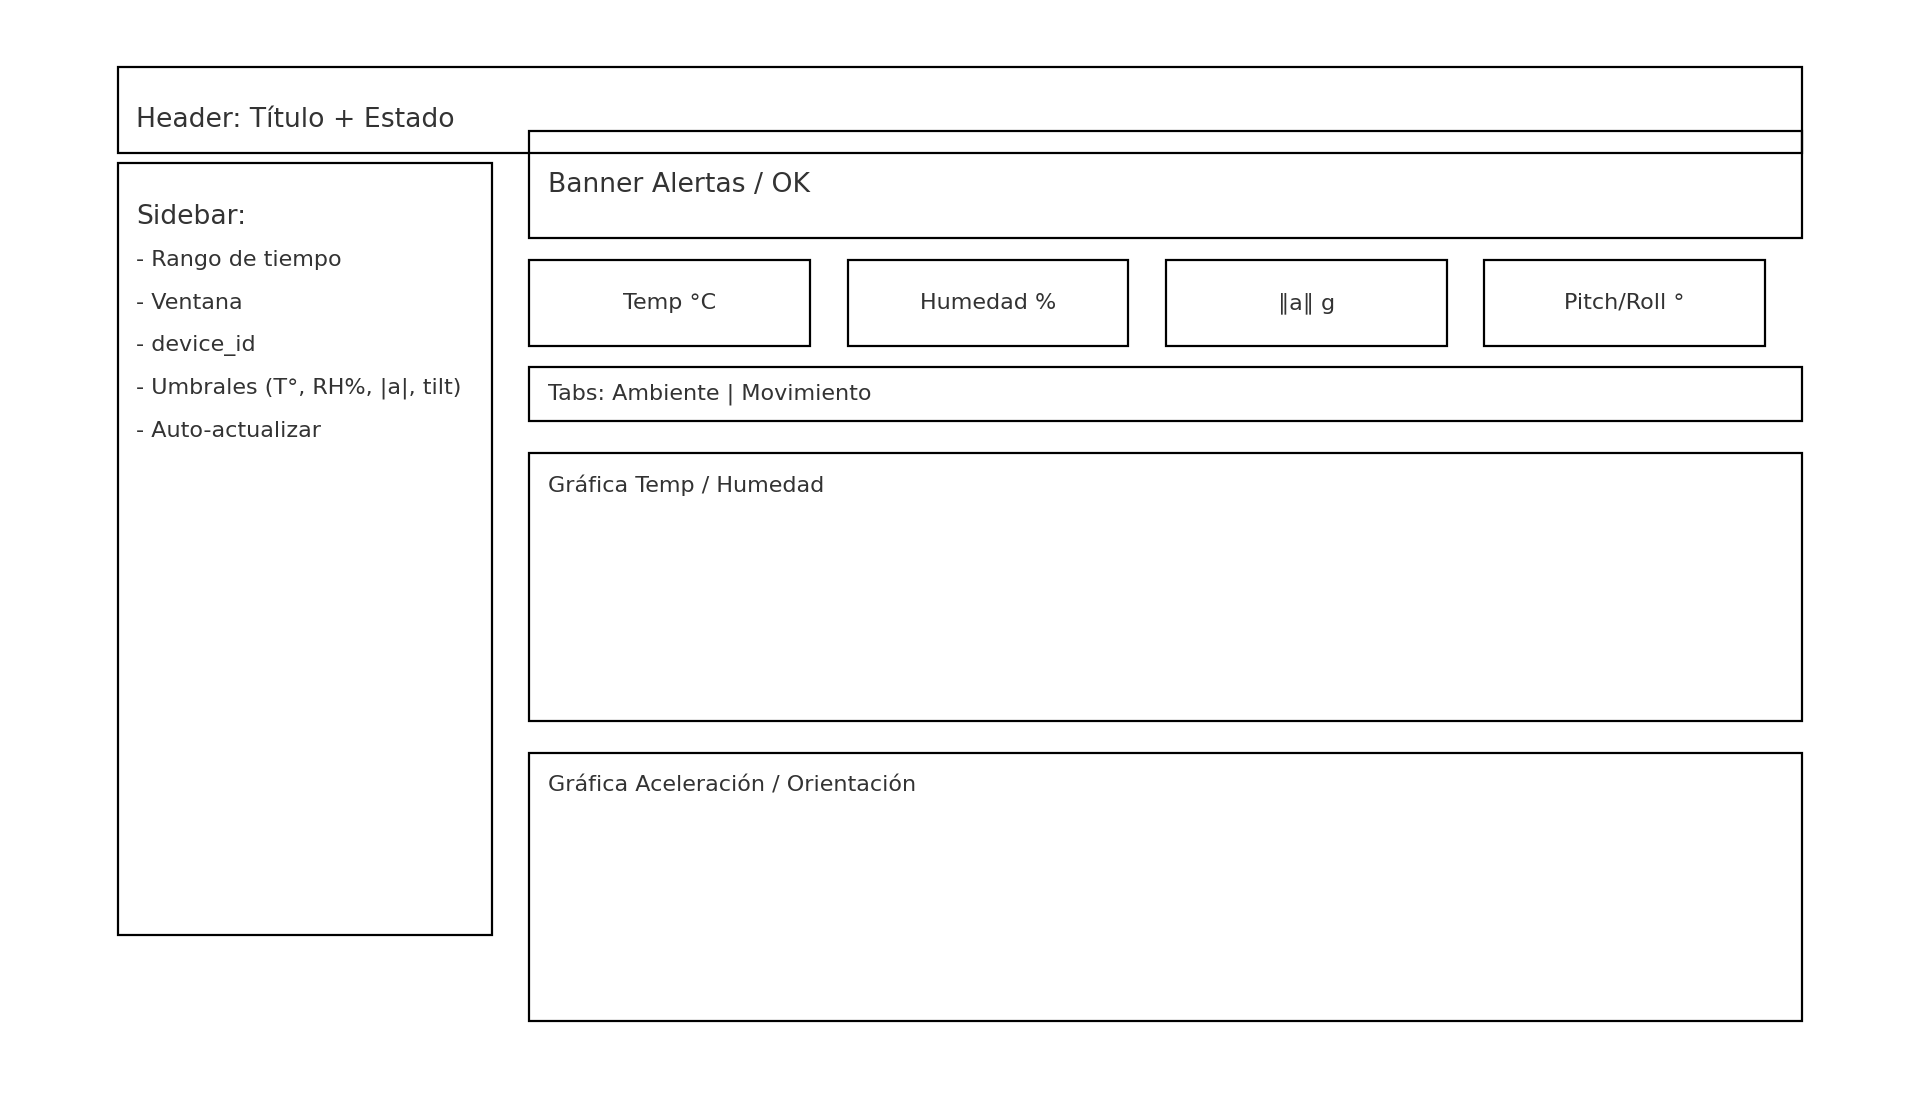 Header: Título + Estado
Banner Alertas / OK
Sidebar:
- Rango de tiempo
- Ventana
- device_id
- Umbrales (T°, RH%, |a|, tilt)
- Auto-actualizar
Temp °C
Humedad %
‖a‖ g
Pitch/Roll °
Tabs: Ambiente | Movimiento
Gráfica Temp / Humedad
Gráfica Aceleración / Orientación